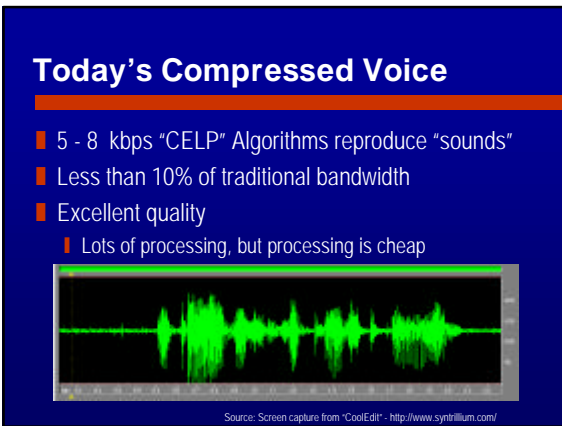 Today's Compressed Voice
5 - 8 kbps “CELP” Algorithms reproduce “sounds”
Less than 10% of traditional bandwidth
Excellent quality
Lots of processing, but processing is cheap
Source: Screen capture from “CoolEdit” - http://www.syntrillium.com/